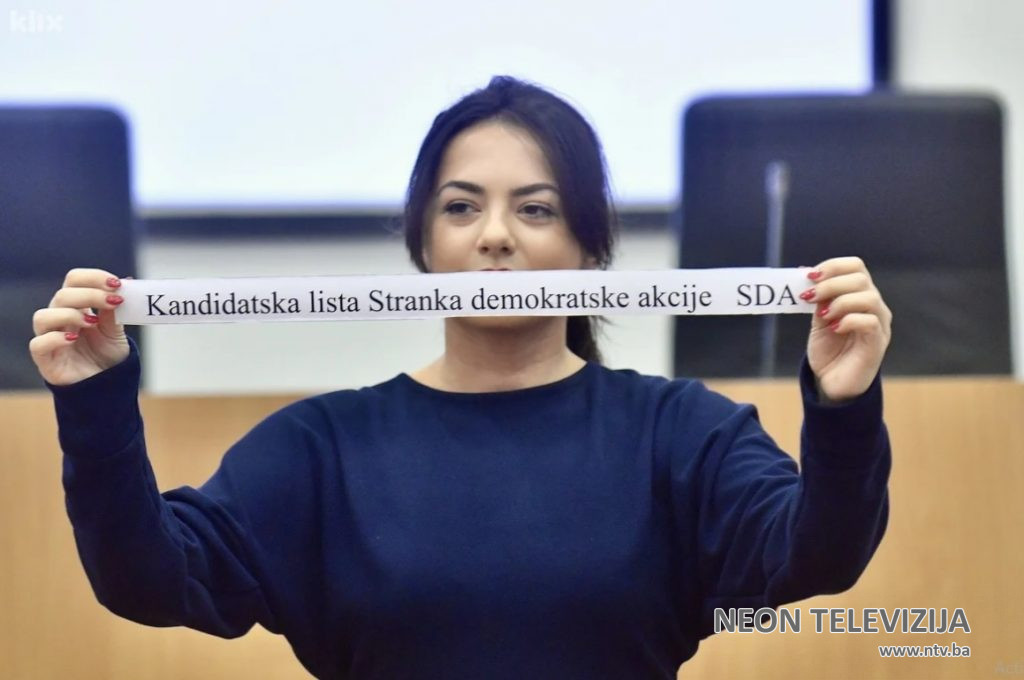 klix
Kandidatska lista Stranka demokratske akcije SDA
NEON TELEVIZIJA
www.ntv.ba